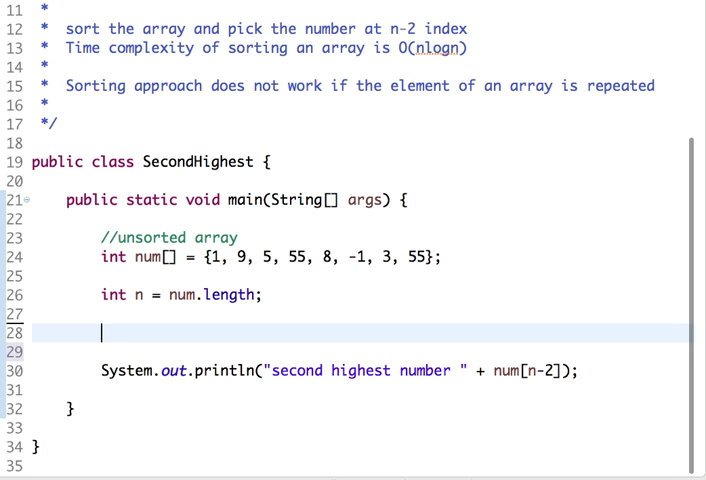 11 *
12 * sort the array and pick the number at n-2 index
13 * Time complexity of sorting an array is O(nlogn)
14 *
15 * Sorting approach does not work if the element of an array is repeated
16 *
17 */
18
19 public class SecondHighest {
20
21 public static void main(String[] args) {
22
23 //unsorted array
24 int num[] = {1, 9, 5, 55, 8, -1, 3, 55};
25
26 int n = num.length;
27
28
29
30 System.out.println("second highest number " + num[n-2]);
31
32 }
33
34 }
35